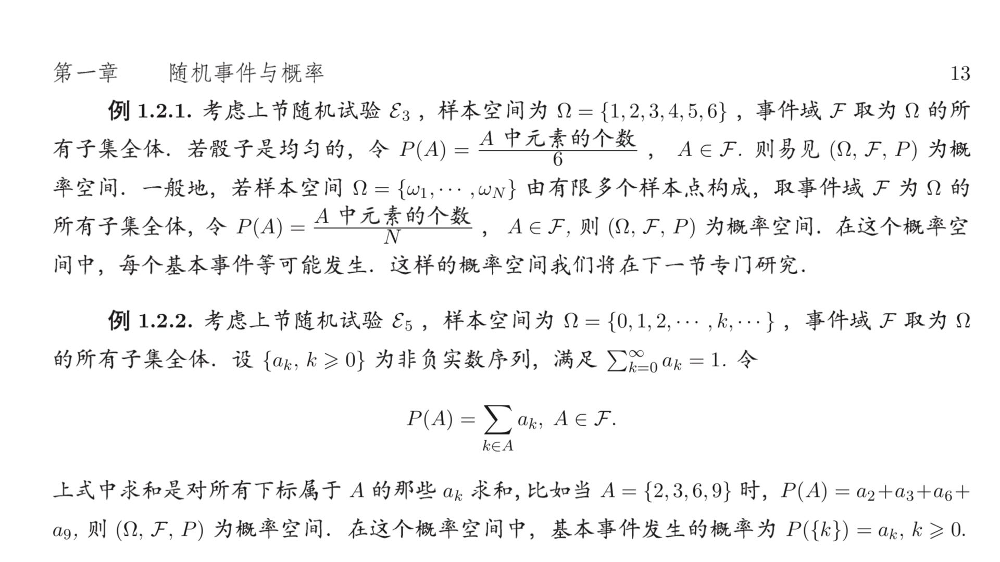 第一章 随机事件与概率 13
例 1.2.1. 考虑上节随机试验 $\mathcal{E}_3$ ，样本空间为 $\Omega = \{1, 2, 3, 4, 5, 6\}$ ，事件域 $\mathcal{F}$ 取为 $\Omega$ 的所
有子集全体．若骰子是均匀的，令 $P(A) = \frac{A \text{ 中元素的个数}}{6}$ ， $A \in \mathcal{F}$. 则易见 $(\Omega, \mathcal{F}, P)$ 为概
率空间．一般地，若样本空间 $\Omega = \{\omega_1, \cdots, \omega_N\}$ 由有限多个样本点构成，取事件域 $\mathcal{F}$ 为 $\Omega$ 的
所有子集全体，令 $P(A) = \frac{A \text{ 中元素的个数}}{N}$ ， $A \in \mathcal{F}$, 则 $(\Omega, \mathcal{F}, P)$ 为概率空间．在这个概率空
间中，每个基本事件等可能发生．这样的概率空间我们将在下一节专门研究．
例 1.2.2. 考虑上节随机试验 $\mathcal{E}_5$ ，样本空间为 $\Omega = \{0, 1, 2, \cdots, k, \cdots\}$ ，事件域 $\mathcal{F}$ 取为 $\Omega$
的所有子集全体．设 $\{a_k, k \geqslant 0\}$ 为非负实数序列，满足 $\sum_{k=0}^{\infty} a_k = 1$. 令
$P(A) = \sum_{k \in A} a_k, \ A \in \mathcal{F}.$
上式中求和是对所有下标属于 $A$ 的那些 $a_k$ 求和，比如当 $A = \{2, 3, 6, 9\}$ 时，$P(A) = a_2 + a_3 + a_6 +$
$a_9$, 则 $(\Omega, \mathcal{F}, P)$ 为概率空间．在这个概率空间中，基本事件发生的概率为 $P(\{k\}) = a_k, k \geqslant 0$.